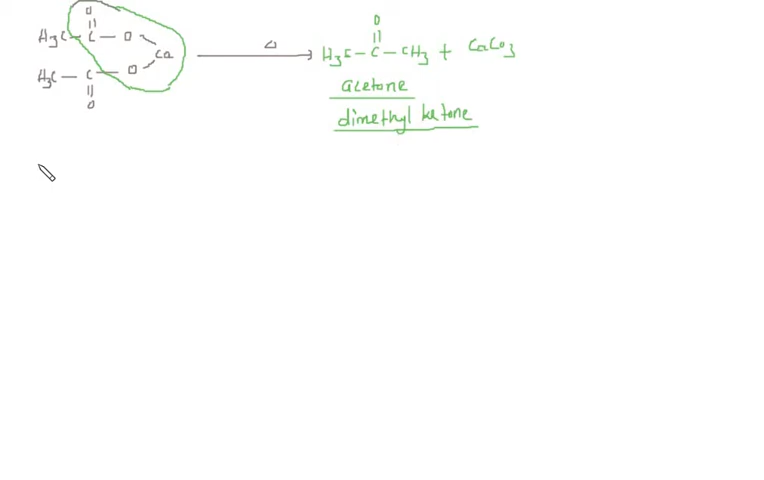 O O
H3C — C — O Ca △ H3C — C — CH3 + CaCO3
H3C — C — O
O
acetone
dimethyl ketone